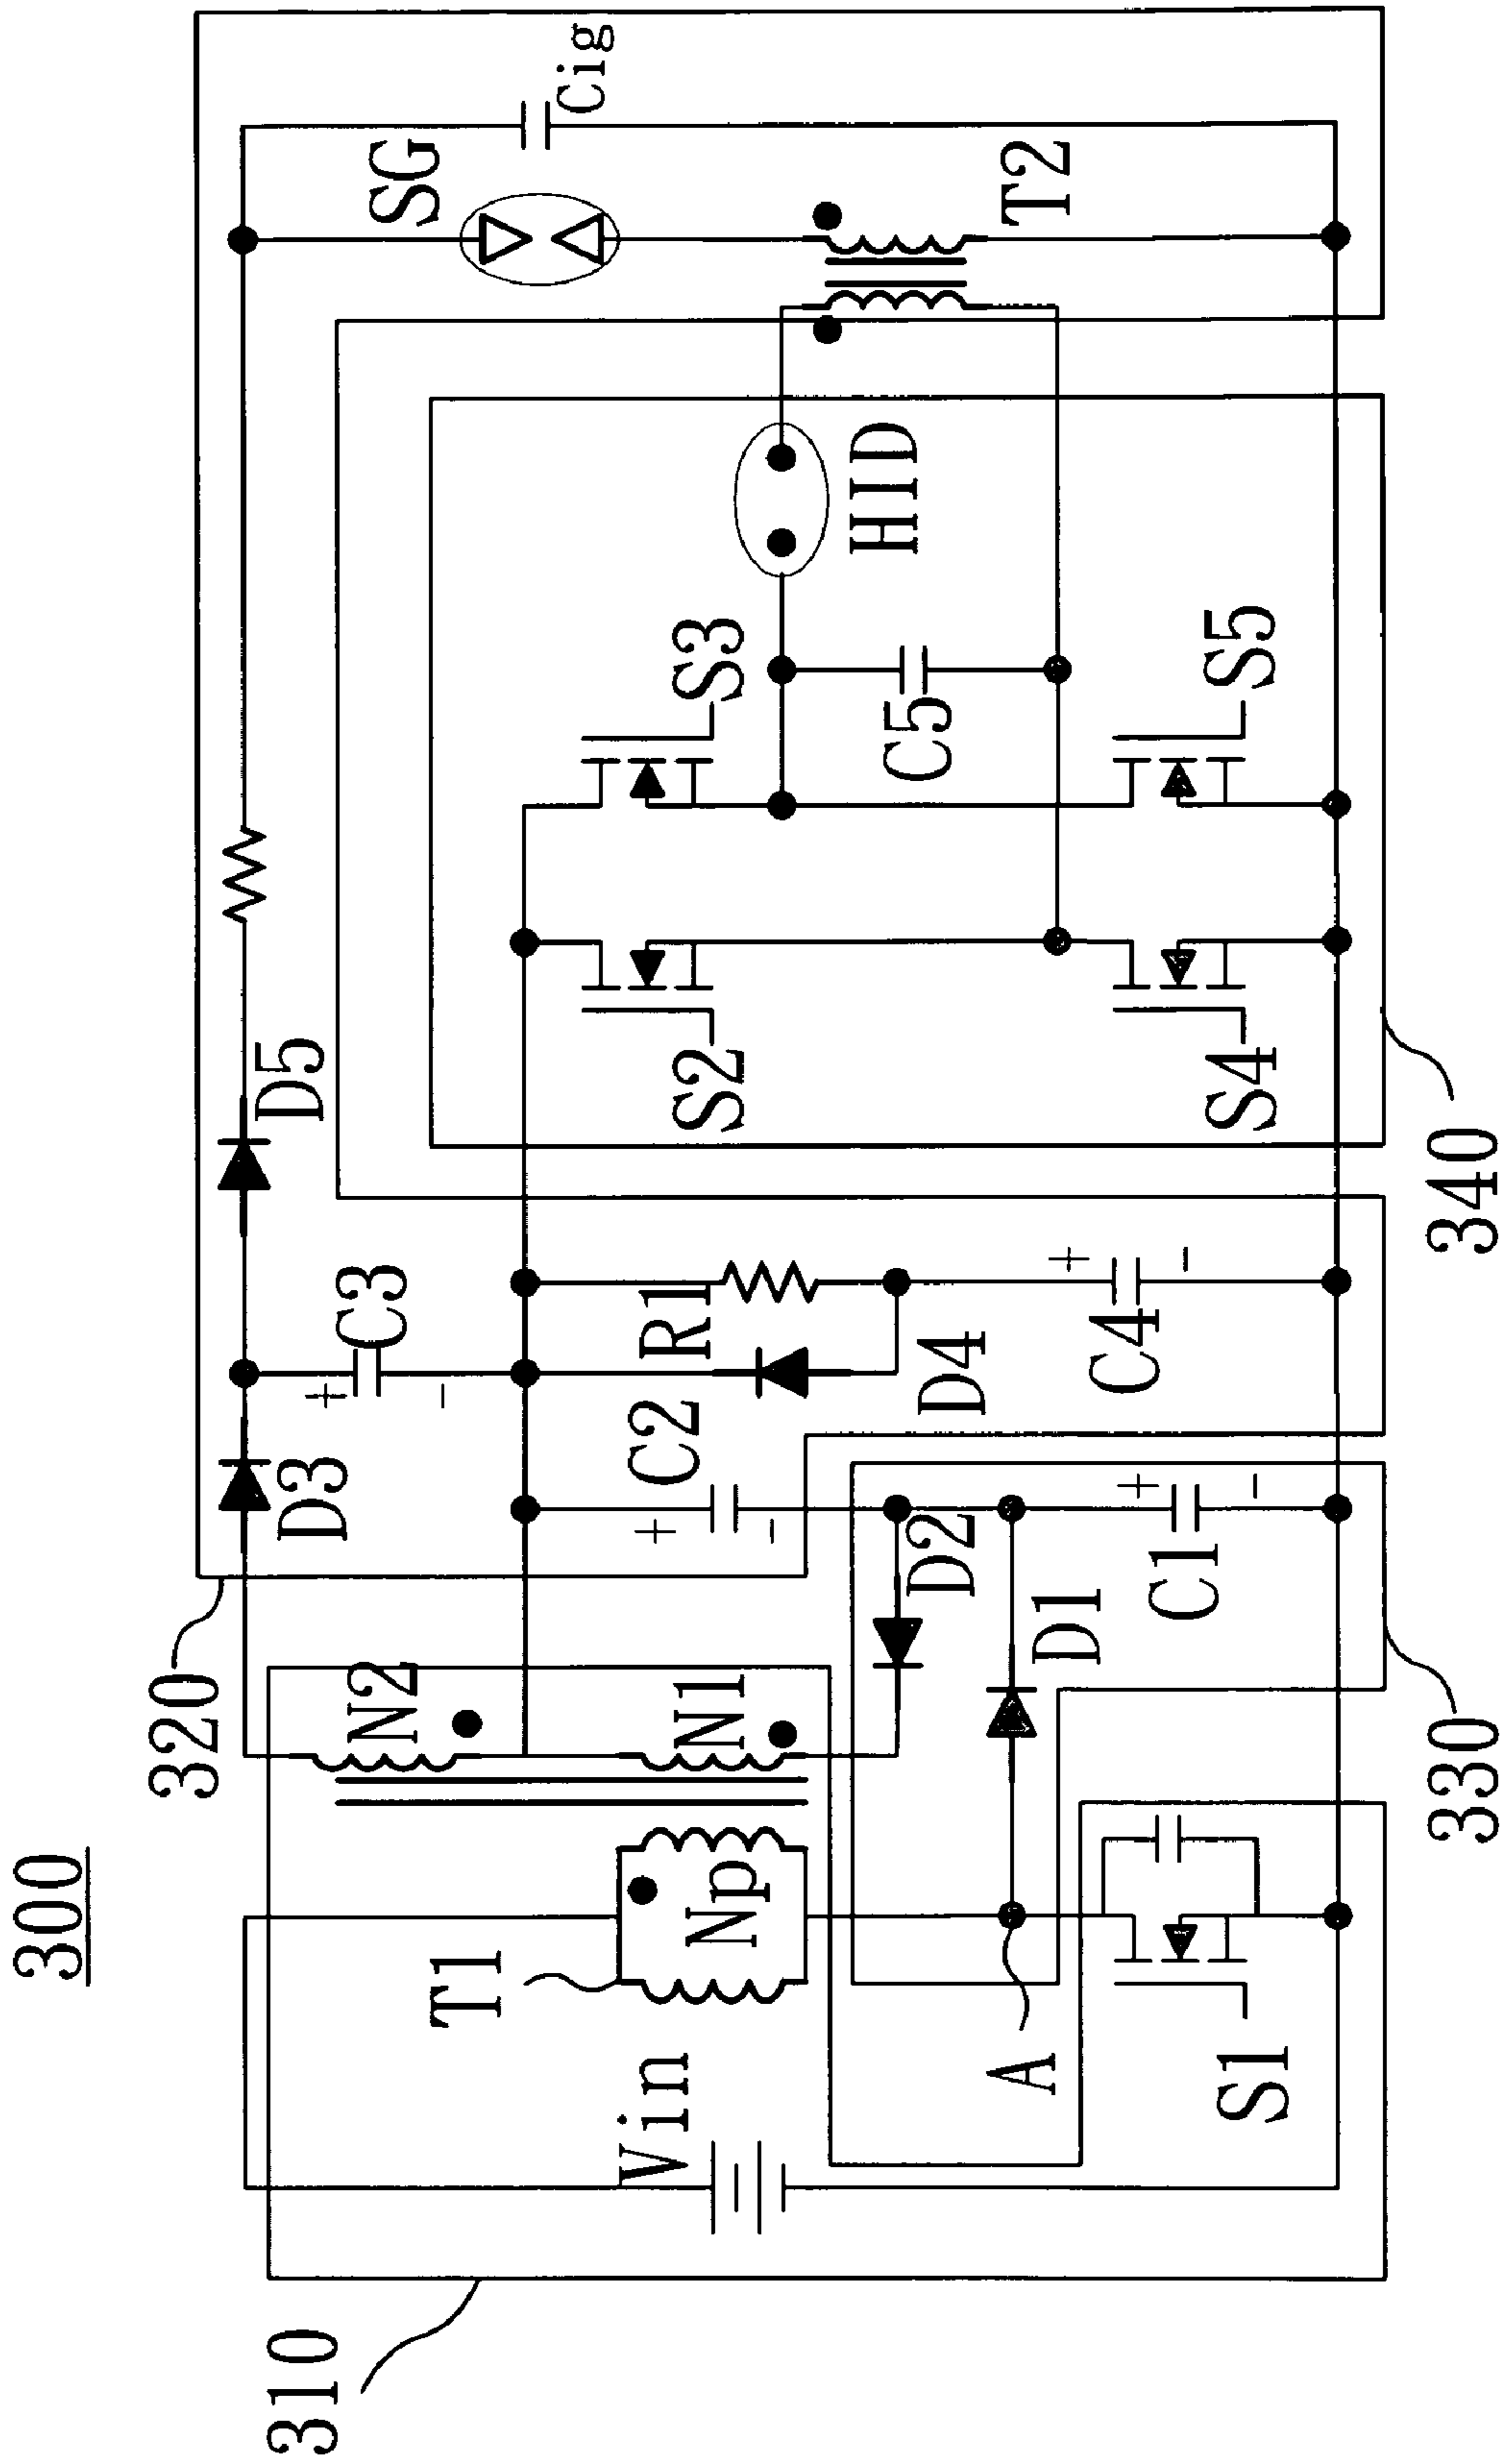 300
320
D3
C3
+
-
D5
SG
Cig
N2
T1
Np
N1
Vin
C2
+
-
R1
D4
D2
S2
S3
HID
C5
T2
A
D1
C1
+
-
C4
+
-
S1
S4
S5
310
330
340